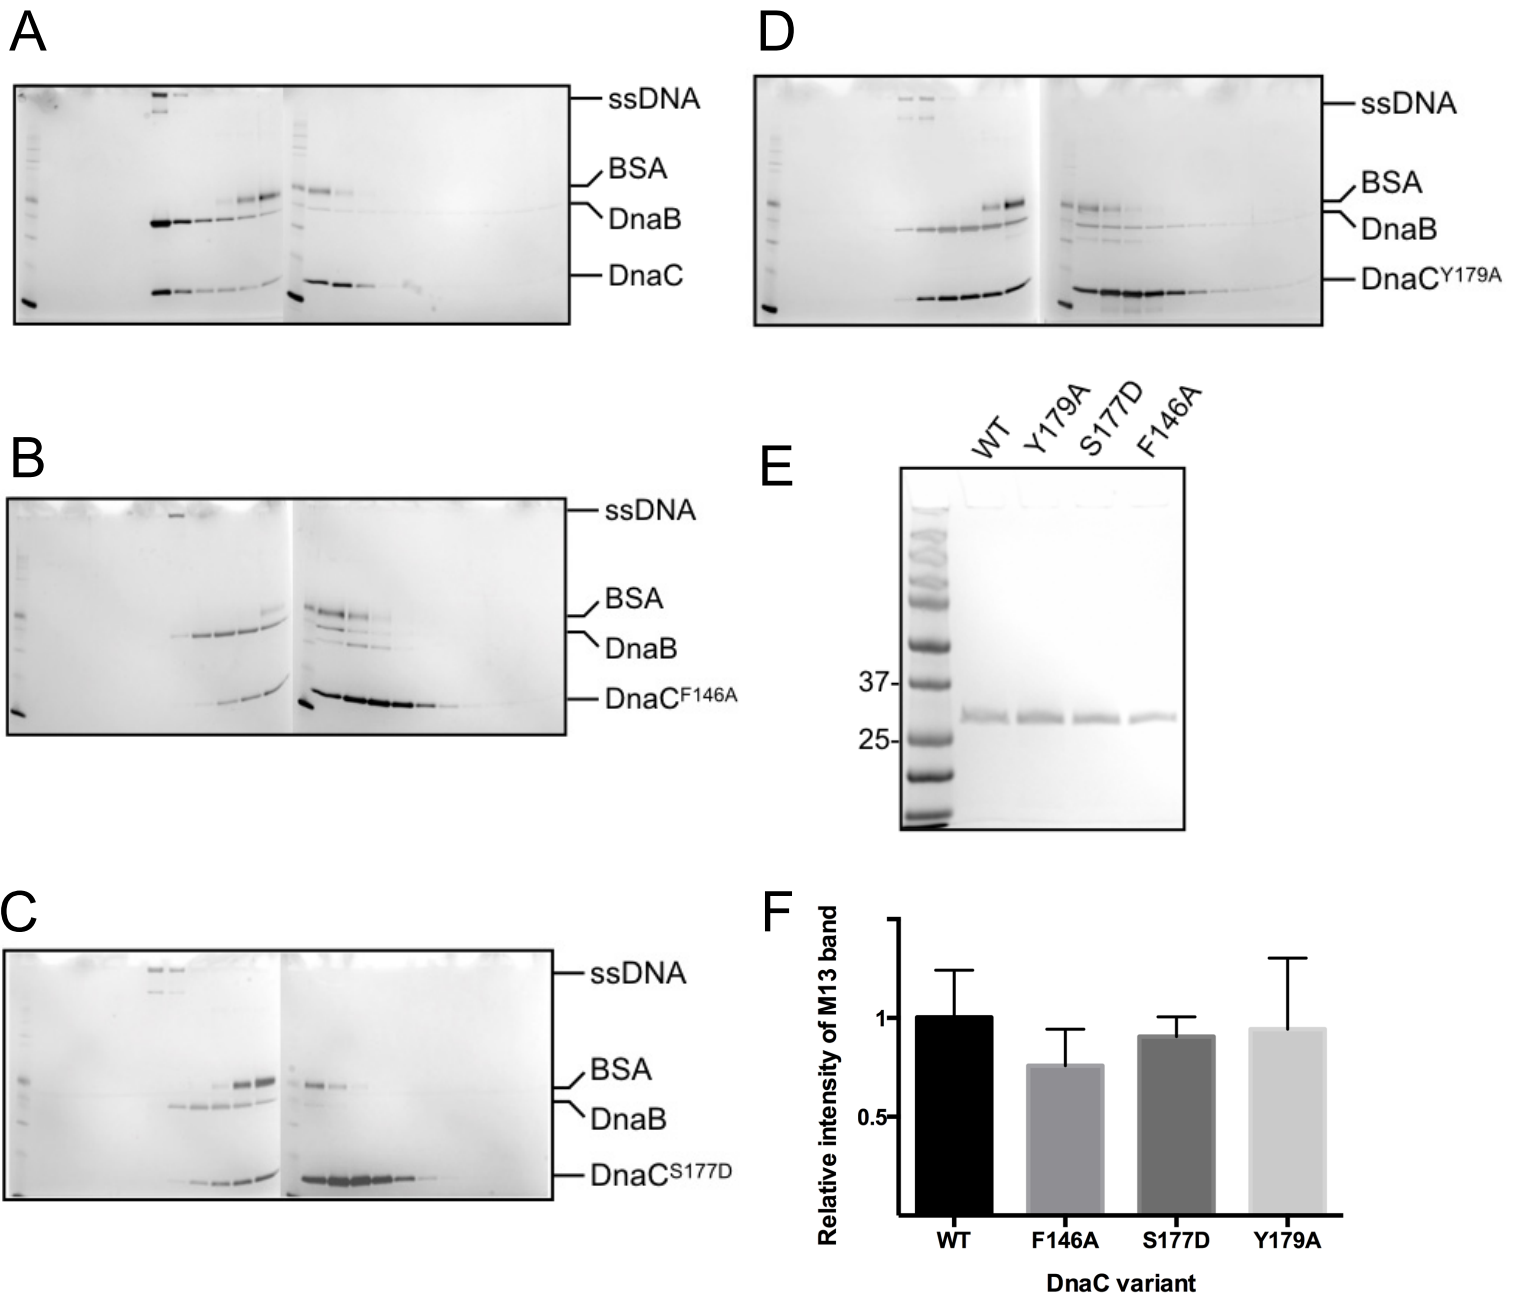 A
ssDNA
BSA
DnaB
DnaC
B
ssDNA
BSA
DnaB
DnaCF146A
C
ssDNA
BSA
DnaB
DnaCS177D
D
ssDNA
BSA
DnaB
DnaCY179A
E
WT
Y179A
S177D
F146A
37-
25-
F
Relative intensity of M13 band
1
0.5
WT F146A S177D Y179A
DnaC variant